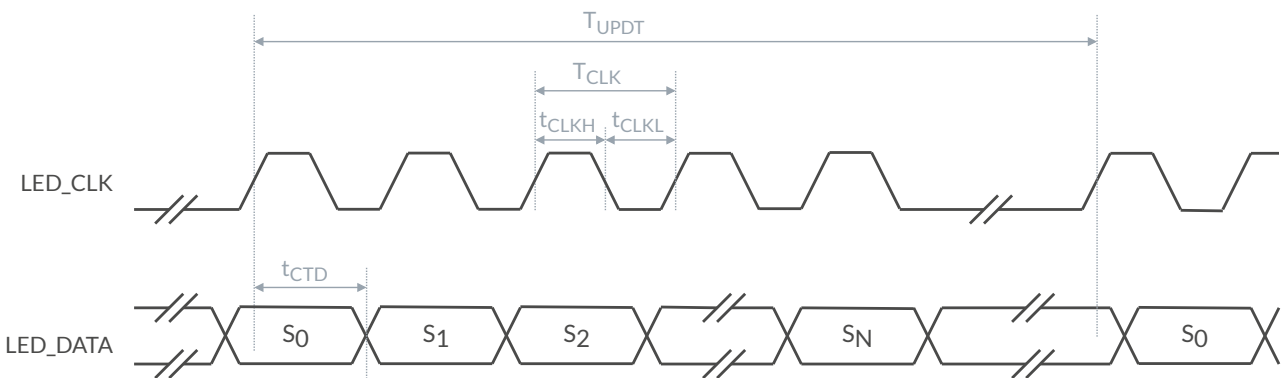 TUPDT
TCLK
tCLKH tCLKL
LED_CLK
tCTD
LED_DATA S0 S1 S2 SN S0